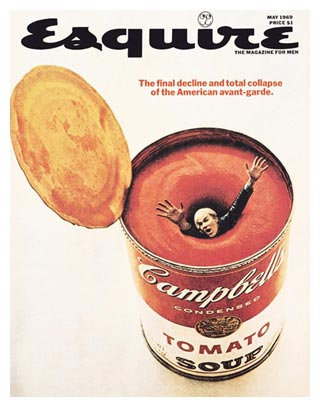 MAY 1969
PRICE $1
Esquire
THE MAGAZINE FOR MEN
The final decline and total collapse
of the American avant-garde.
Campbell's
CONDENSED
TOMATO
SOUP